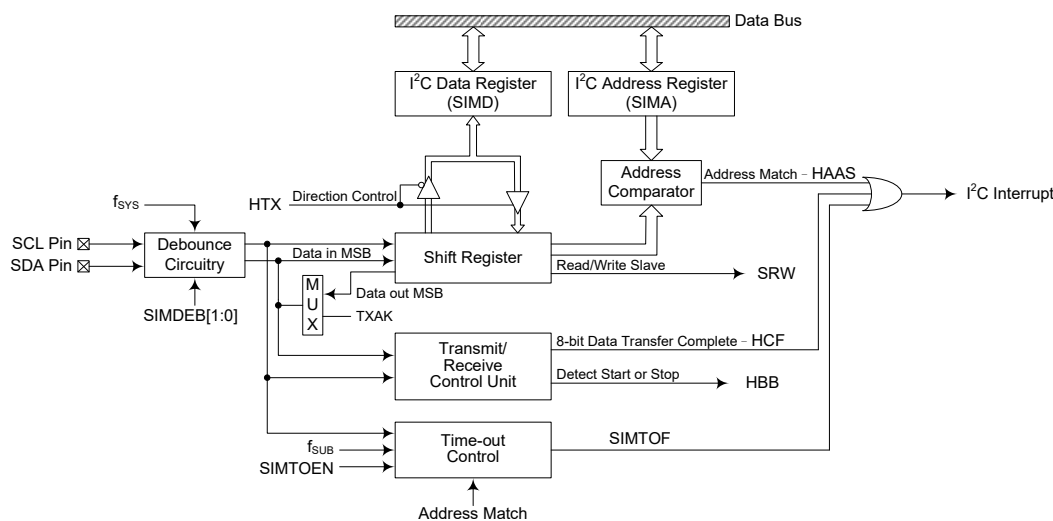 Data Bus
I²C Data Register
(SIMD)
I²C Address Register
(SIMA)
Address
Comparator
Address Match - HAAS
I²C Interrupt
HTX
Direction Control
fSYS
SCL Pin
SDA Pin
Debounce
Circuitry
SIMDEB[1:0]
Data in MSB
Shift Register
Read/Write Slave
SRW
M
U
X
Data out MSB
TXAK
Transmit/
Receive
Control Unit
8-bit Data Transfer Complete - HCF
Detect Start or Stop
HBB
fSUB
SIMTOEN
Time-out
Control
SIMTOF
Address Match